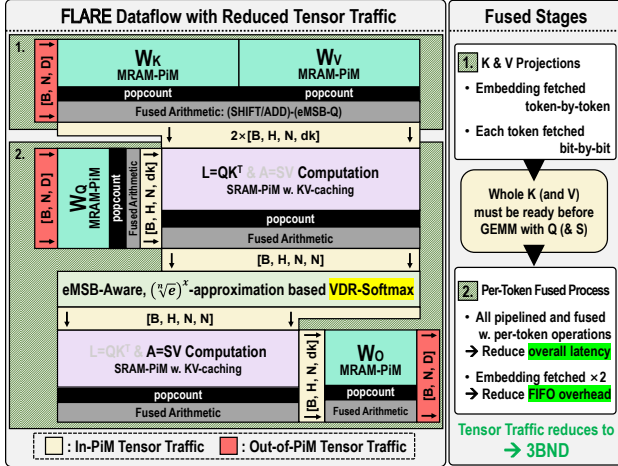 FLARE Dataflow with Reduced Tensor Traffic
1.
[B, N, D]
WK
MRAM-PiM
WV
MRAM-PiM
popcount
popcount
Fused Arithmetic: (SHIFT/ADD)-(eMSB-Q)
2×[B, H, N, dk]
2.
[B, N, D]
WQ
MRAM-PiM
popcount
Fused Arithmetic
[B, H, N, dk]
L=QKᵀ & A=SV Computation
SRAM-PiM w. KV-caching
popcount
Fused Arithmetic
[B, H, N, N]
eMSB-Aware, (ⁿ√e)ˣ-approximation based VDR-Softmax
[B, H, N, N]
L=QKᵀ & A=SV Computation
SRAM-PiM w. KV-caching
popcount
Fused Arithmetic
[B, H, N, dk]
WO
MRAM-PiM
popcount
Fused Arithmetic
[B, N, D]
: In-PiM Tensor Traffic
: Out-of-PiM Tensor Traffic
Fused Stages
1. K & V Projections
• Embedding fetched
token-by-token
• Each token fetched
bit-by-bit
Whole K (and V)
must be ready before
GEMM with Q (& S)
2. Per-Token Fused Process
• All pipelined and fused
w. per-token operations
→ Reduce overall latency
• Embedding fetched ×2
→ Reduce FIFO overhead
Tensor Traffic reduces to
→ 3BND